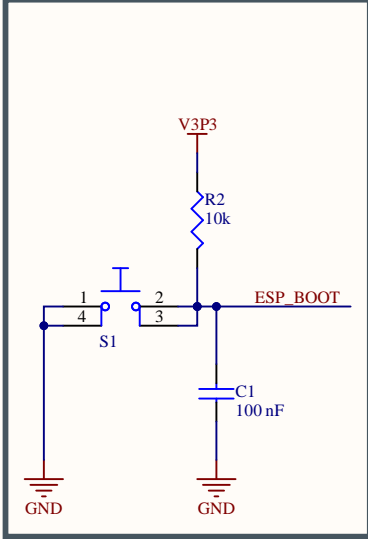 V3P3
R2
10k
1
2
ESP_BOOT
4
3
S1
C1
100 nF
GND
GND